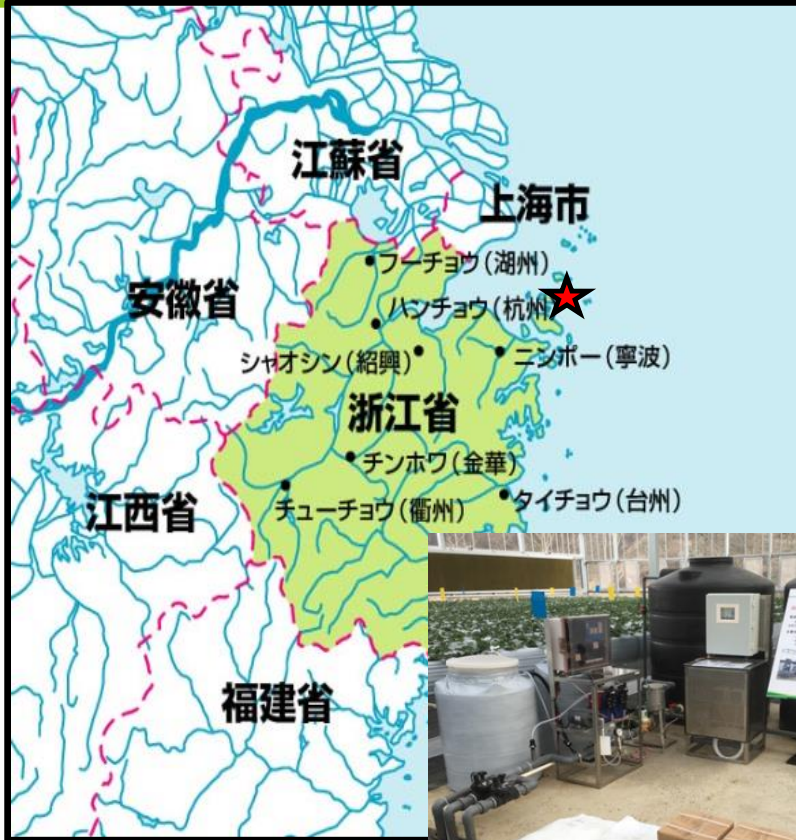 江蘇省
上海市
フーチョウ(湖州)
安徽省
ハンチョウ(杭州)
シャオシン(紹興)
ニンポー(寧波)
浙江省
チンホワ(金華)
江西省
チューチョウ(衢州)
タイチョウ(台州)
福建省